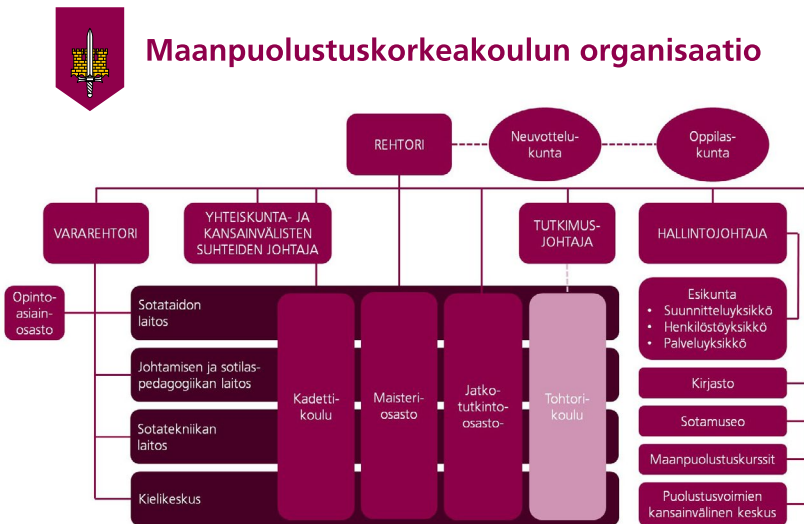 Maanpuolustuskorkeakoulun organisaatio
REHTORI
Neuvottelu-
kunta
Oppilas-
kunta
VARAREHTORI
YHTEISKUNTA- JA
KANSAINVÄLISTEN
SUHTEIDEN JOHTAJA
TUTKIMUS-
JOHTAJA
HALLINTOJOHTAJA
Opinto-
asiain-
osasto
Sotataidon
laitos
Johtamisen ja sotilas-
pedagogiikan laitos
Sotatekniikan
laitos
Kielikeskus
Kadetti-
koulu
Maisteri-
osasto
Jatko-
tutkinto-
osasto-
Tohtori-
koulu
Esikunta
• Suunnitteluyksikkö
• Henkilöstöyksikkö
• Palveluyksikkö
Kirjasto
Sotamuseo
Maanpuolustuskurssit
Puolustusvoimien
kansainvälinen keskus